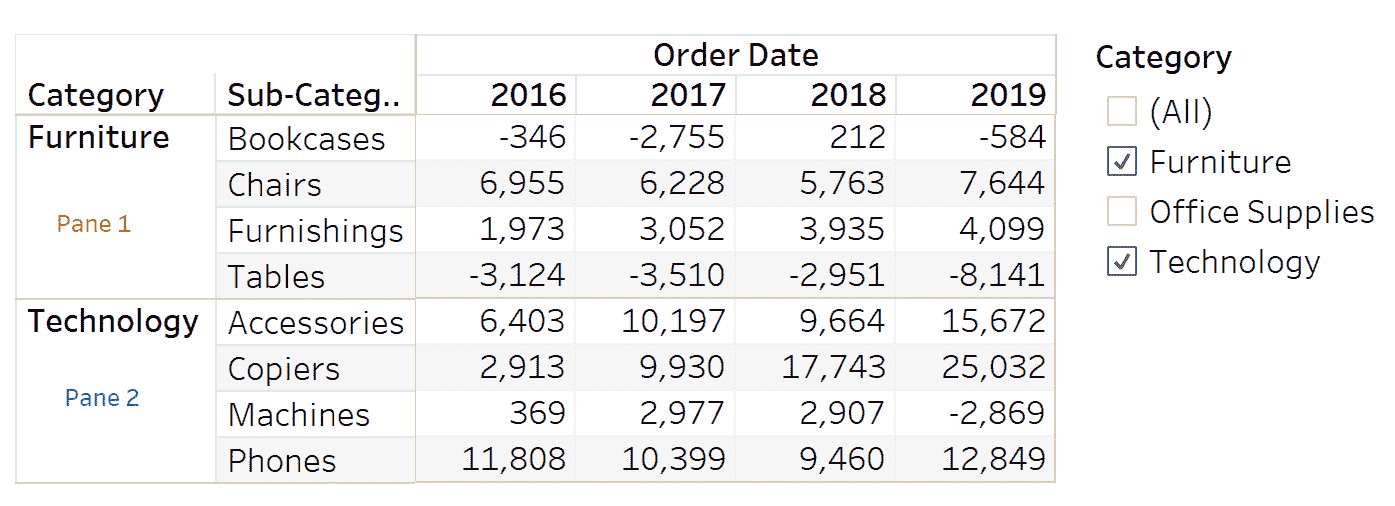 Order Date
Category Sub-Categ.. 2016 2017 2018 2019
Furniture Bookcases -346 -2,755 212 -584
Chairs 6,955 6,228 5,763 7,644
Pane 1 Furnishings 1,973 3,052 3,935 4,099
Tables -3,124 -3,510 -2,951 -8,141
Technology Accessories 6,403 10,197 9,664 15,672
Copiers 2,913 9,930 17,743 25,032
Pane 2 Machines 369 2,977 2,907 -2,869
Phones 11,808 10,399 9,460 12,849
Category
(All)
Furniture
Office Supplies
Technology